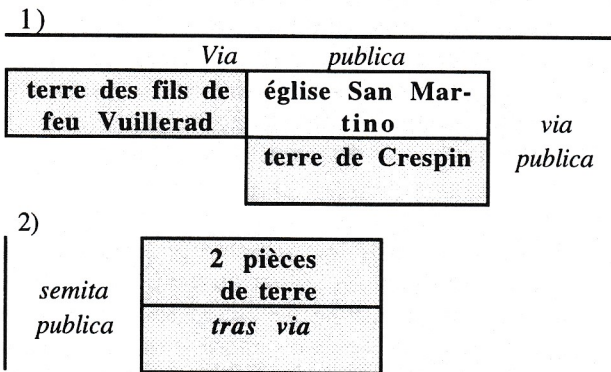 1)
Via publica
terre des fils de
feu Vuillerad
église San Mar-
tino
via
publica
terre de Crespin
2)
2 pièces
de terre
semita
publica
tras via